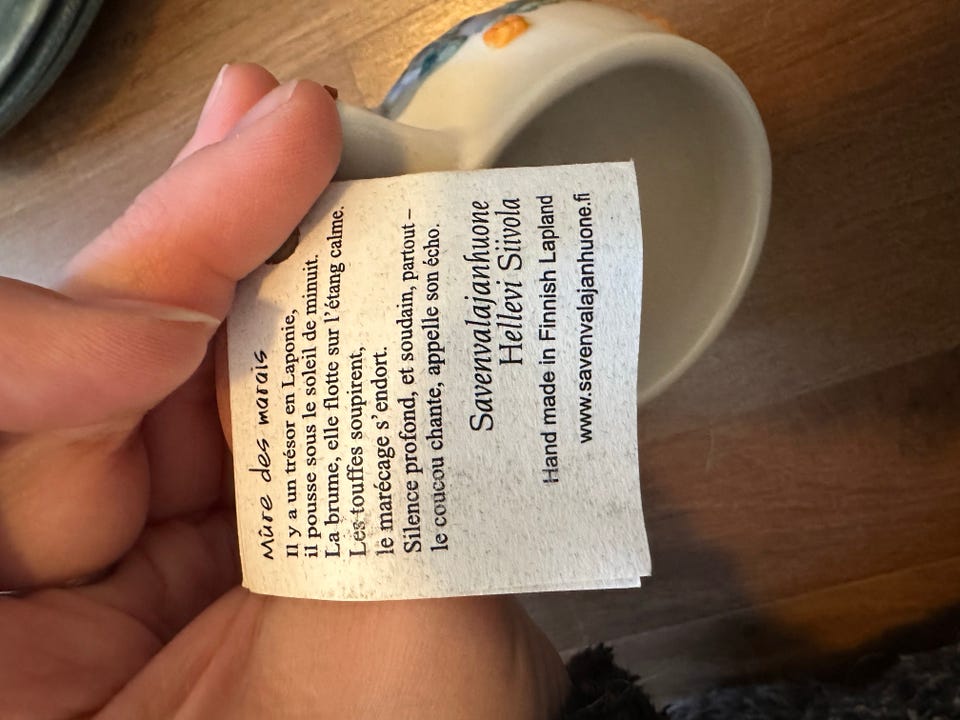 Mûre des marais
Il y a un trésor en Laponie,
il pousse sous le soleil de minuit.
La brume, elle flotte sur l'étang calme.
Les touffes soupirent,
le marécage s'endort.
Silence profond, et soudain, partout –
le coucou chante, appelle son écho.
Savenvalajanhuone
Hellevi Siivola
Hand made in Finnish Lapland
www.savenvalajanhuone.fi